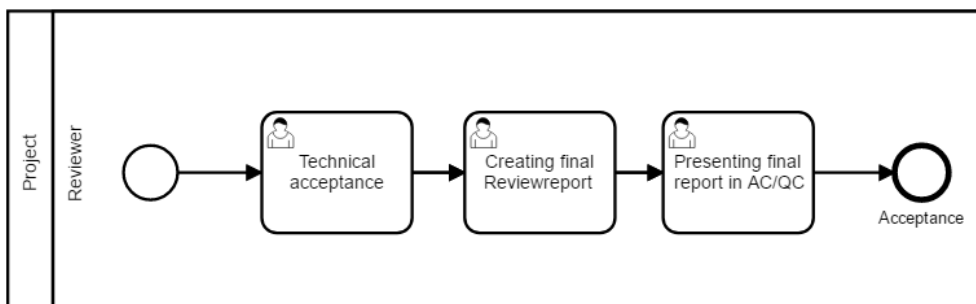 Project
Reviewer
Technical
acceptance
Creating final
Reviewreport
Presenting final
report in AC/QC
Acceptance